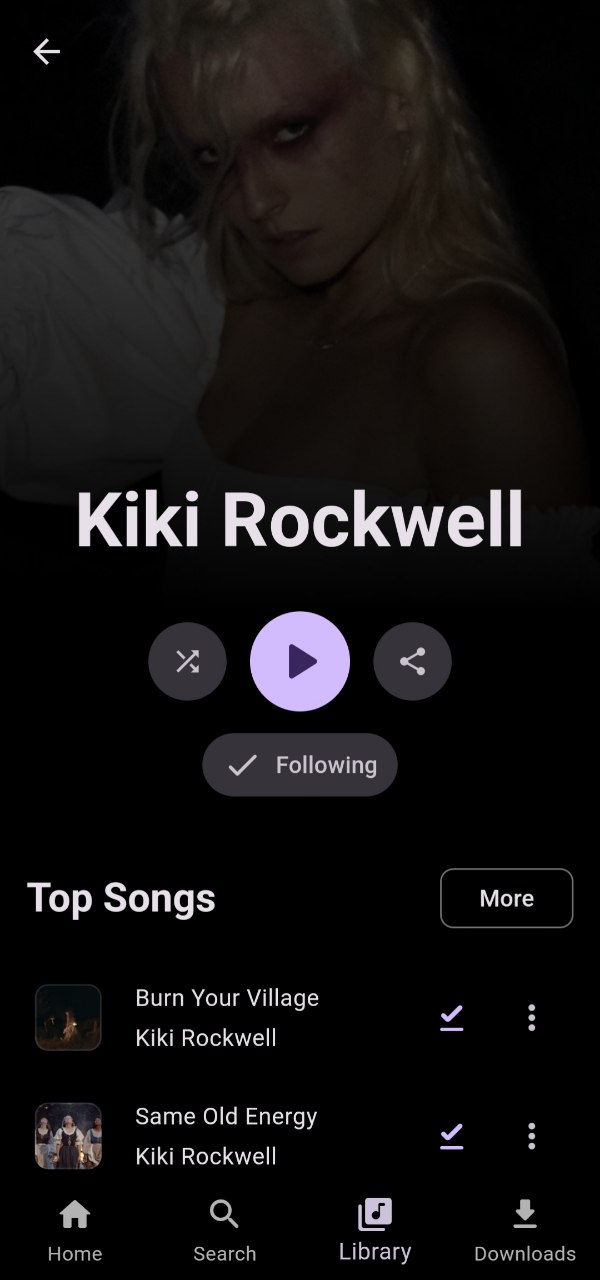 Kiki Rockwell
Following
Top Songs
More
Burn Your Village
Kiki Rockwell
Same Old Energy
Kiki Rockwell
Home
Search
Library
Downloads